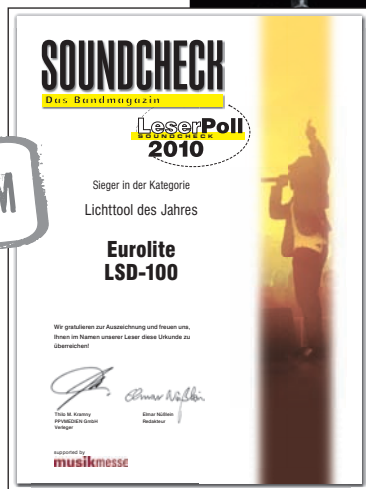 SOUNDCHECK
Das Bandmagazin
LeserPoll
SOUNDCHECK
2010
M
Sieger in der Kategorie
Lichttool des Jahres
Eurolite
LSD-100
Wir gratulieren zur Auszeichnung und freuen uns,
Ihnen im Namen unserer Leser diese Urkunde zu
überreichen!
Elmar Nüßlein
Thilo M. Kramny Elmar Nüßlein
PPVMEDIEN GmbH Redakteur
Verleger
supported by
musikmesse